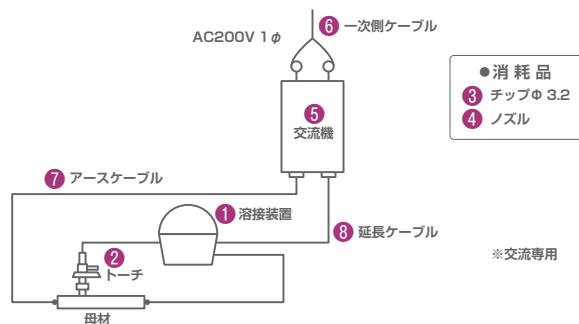 ⑥ 一次側ケーブル
AC200V 1φ
●消耗品
③ チップΦ 3.2
④ ノズル
⑤
交流機
⑦ アースケーブル
① 溶接装置
⑧ 延長ケーブル
②
トーチ
※交流専用
母材